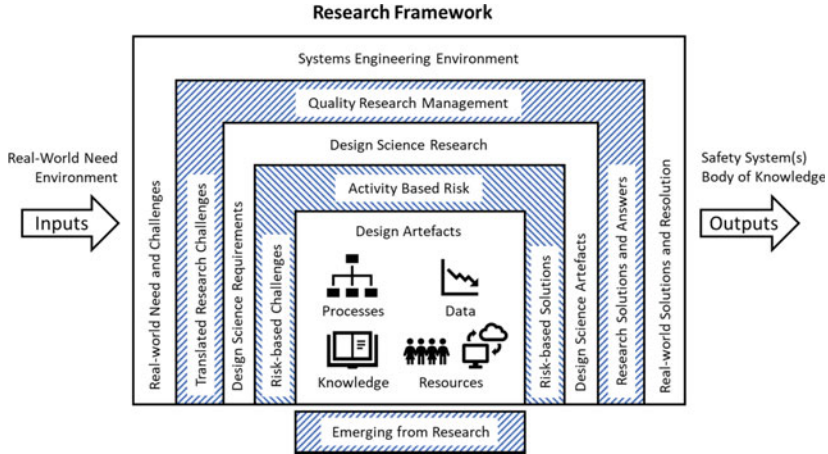 Research Framework
Systems Engineering Environment
Quality Research Management
Design Science Research
Activity Based Risk
Design Artefacts
Real-World Need
Environment
Inputs
Real-world Need and Challenges
Translated Research Challenges
Design Science Requirements
Risk-based Challenges
Processes
Data
Knowledge
Resources
Risk-based Solutions
Design Science Artefacts
Research Solutions and Answers
Real-world Solutions and Resolution
Safety System(s)
Body of Knowledge
Outputs
Emerging from Research